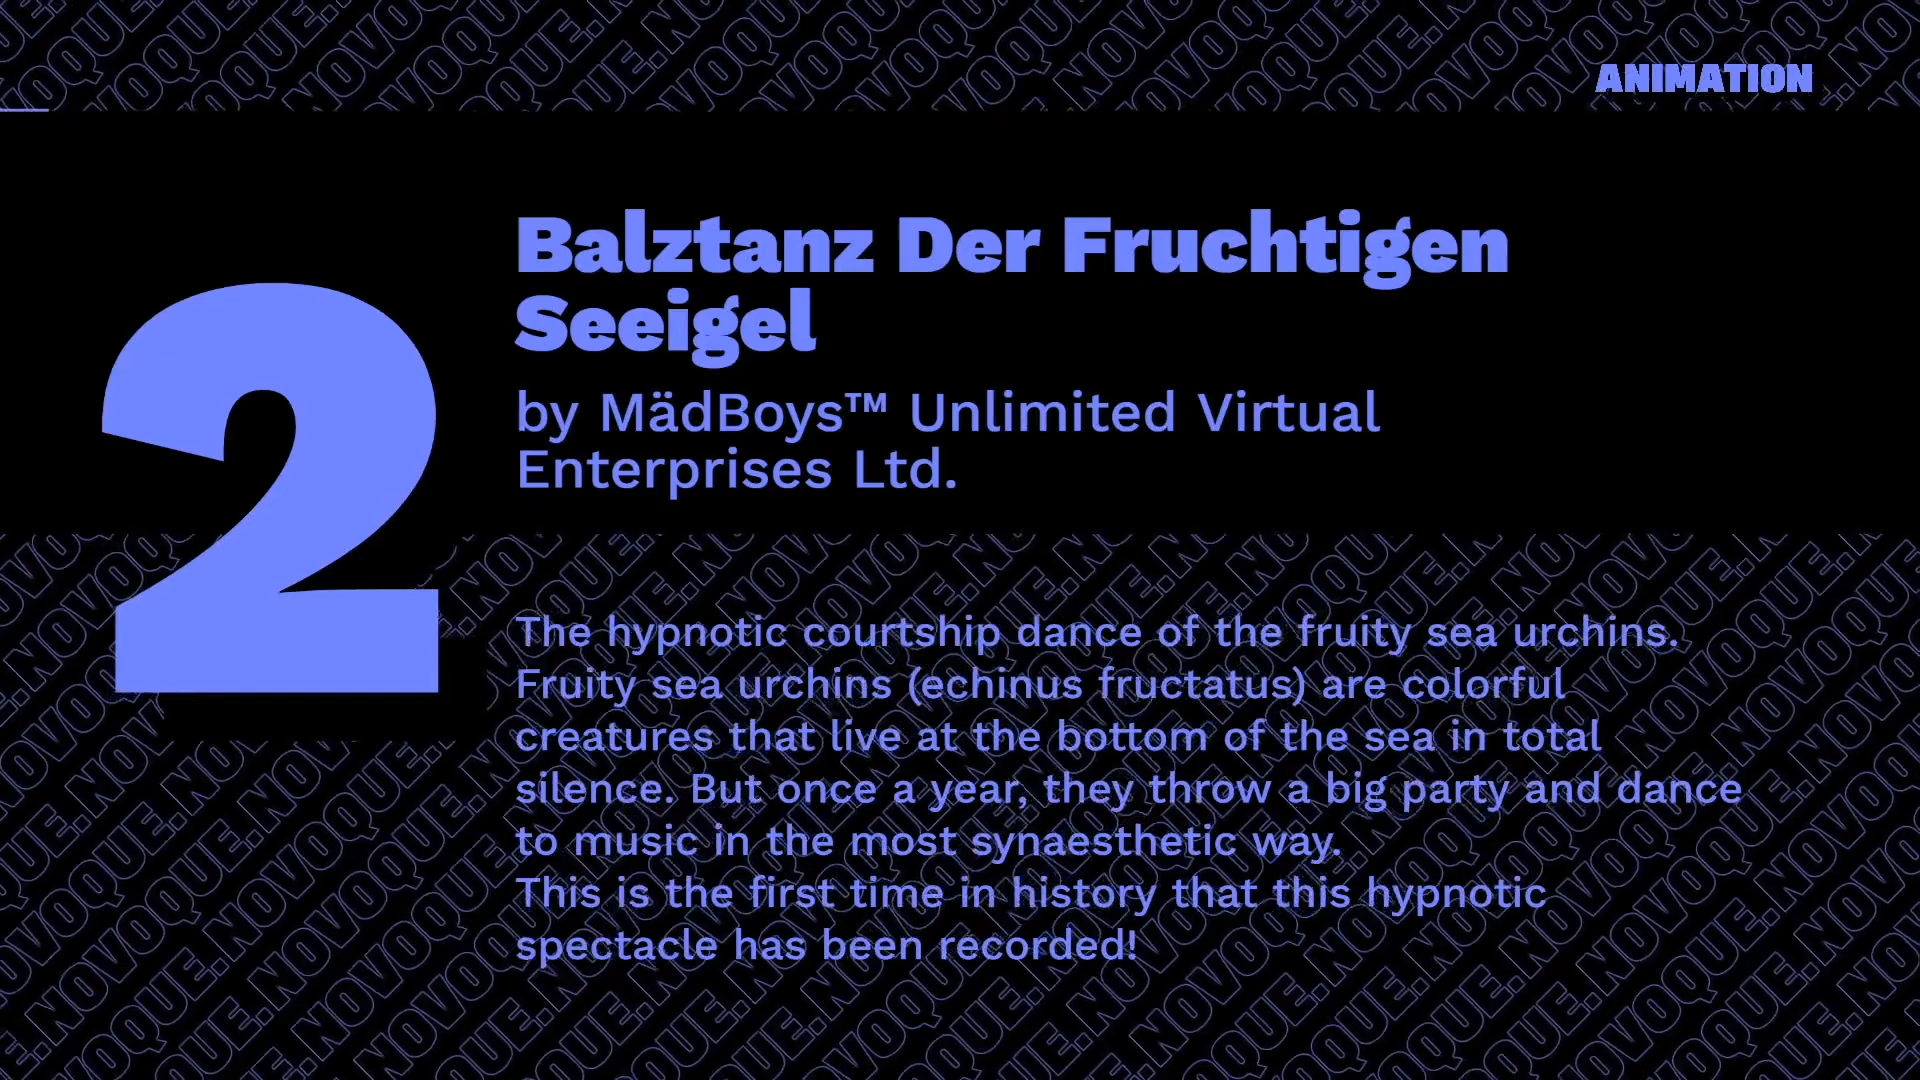 ANIMATION
2
Balztanz Der Fruchtigen
Seeigel
by MädBoys™ Unlimited Virtual
Enterprises Ltd.
The hypnotic courtship dance of the fruity sea urchins.
Fruity sea urchins (echinus fructatus) are colorful
creatures that live at the bottom of the sea in total
silence. But once a year, they throw a big party and dance
to music in the most synaesthetic way.
This is the first time in history that this hypnotic
spectacle has been recorded!
NOVOQUE.